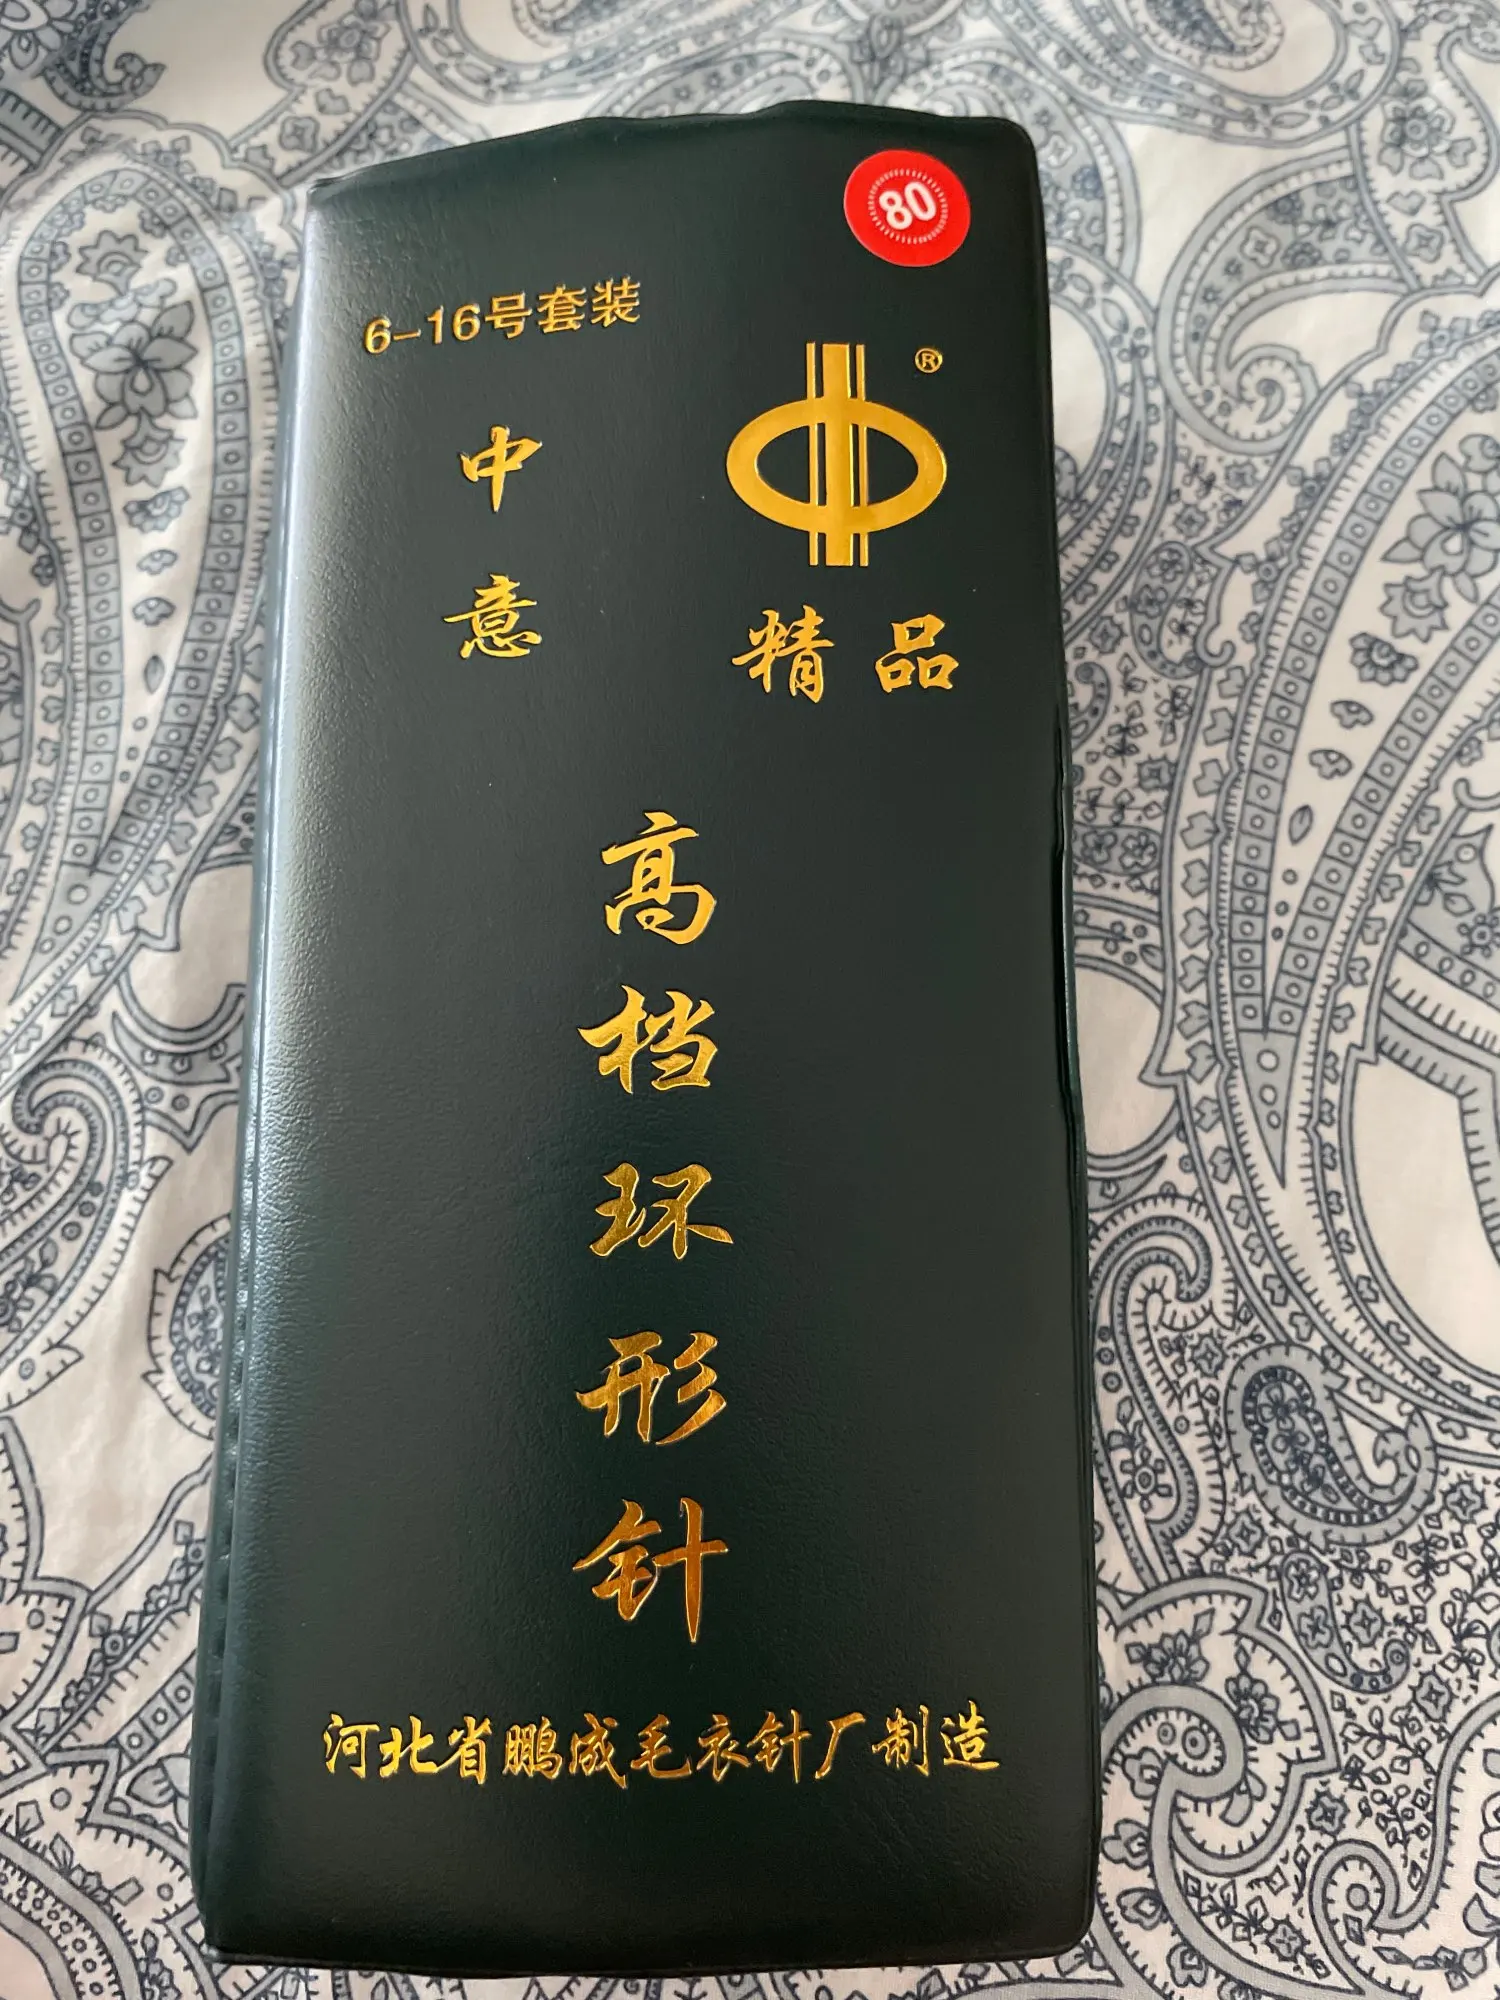 80
6-16号套装
®
中意
精品
高档环形针
河北省鹏成毛衣针厂制造